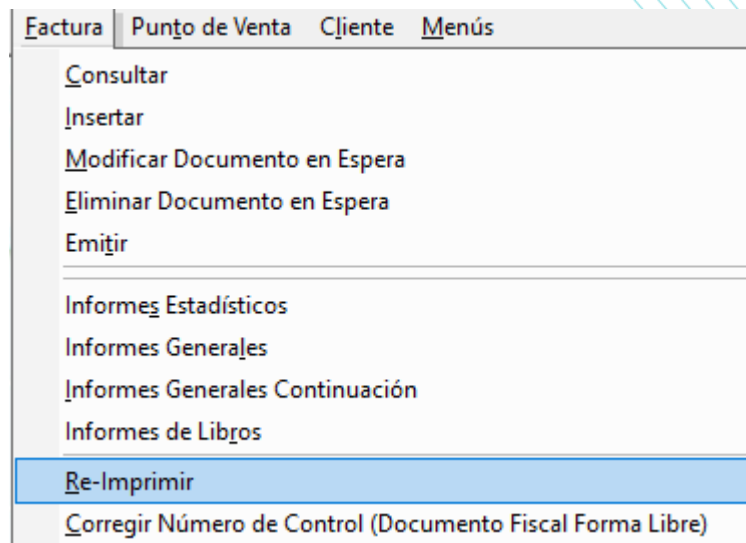 Factura Punto de Venta Cliente Menús
Consultar
Insertar
Modificar Documento en Espera
Eliminar Documento en Espera
Emitir
Informes Estadísticos
Informes Generales
Informes Generales Continuación
Informes de Libros
Re-Imprimir
Corregir Número de Control (Documento Fiscal Forma Libre)